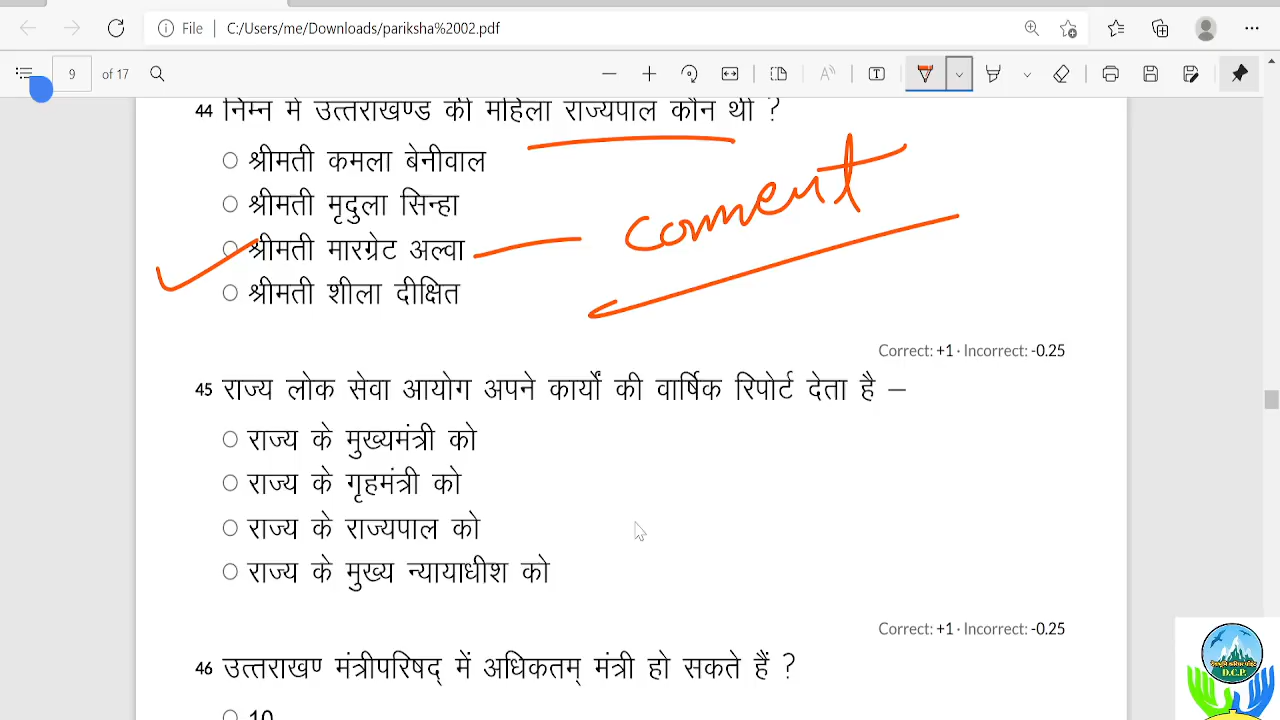 File
C:/Users/me/Downloads/pariksha%2002.pdf
9 of 17
44 निम्न में उत्तराखण्ड की महिला राज्यपाल कौन थी ?
श्रीमती कमला बेनीवाल
श्रीमती मृदुला सिन्हा
श्रीमती मारग्रेट अल्वा
comment
श्रीमती शीला दीक्षित
Correct: +1 · Incorrect: -0.25
45 राज्य लोक सेवा आयोग अपने कार्यों की वार्षिक रिपोर्ट देता है –
राज्य के मुख्यमंत्री को
राज्य के गृहमंत्री को
राज्य के राज्यपाल को
राज्य के मुख्य न्यायाधीश को
Correct: +1 · Incorrect: -0.25
46 उत्तराखण मंत्रीपरिषद् में अधिकतम् मंत्री हो सकते हैं ?
10
D.C.P.